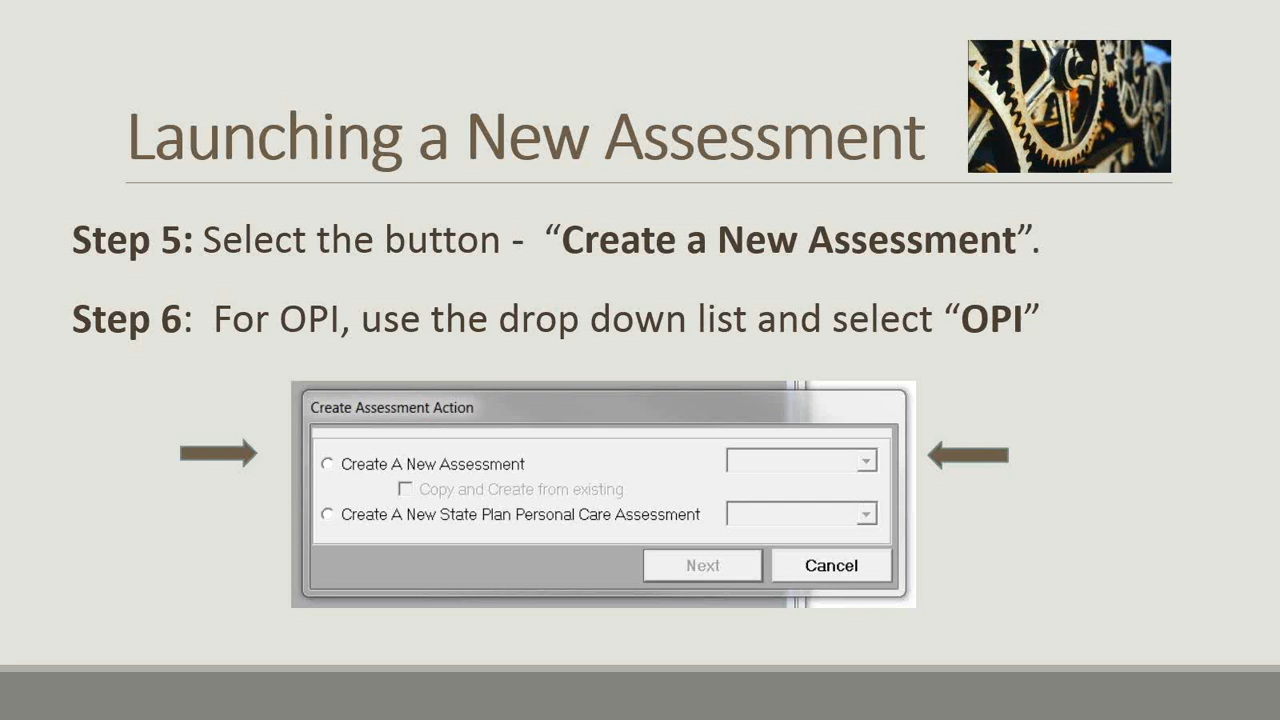 Launching a New Assessment
Step 5: Select the button - “Create a New Assessment”.
Step 6:  For OPI, use the drop down list and select “OPI”
Create Assessment Action
Create A New Assessment
Copy and Create from existing
Create A New State Plan Personal Care Assessment
Next Cancel